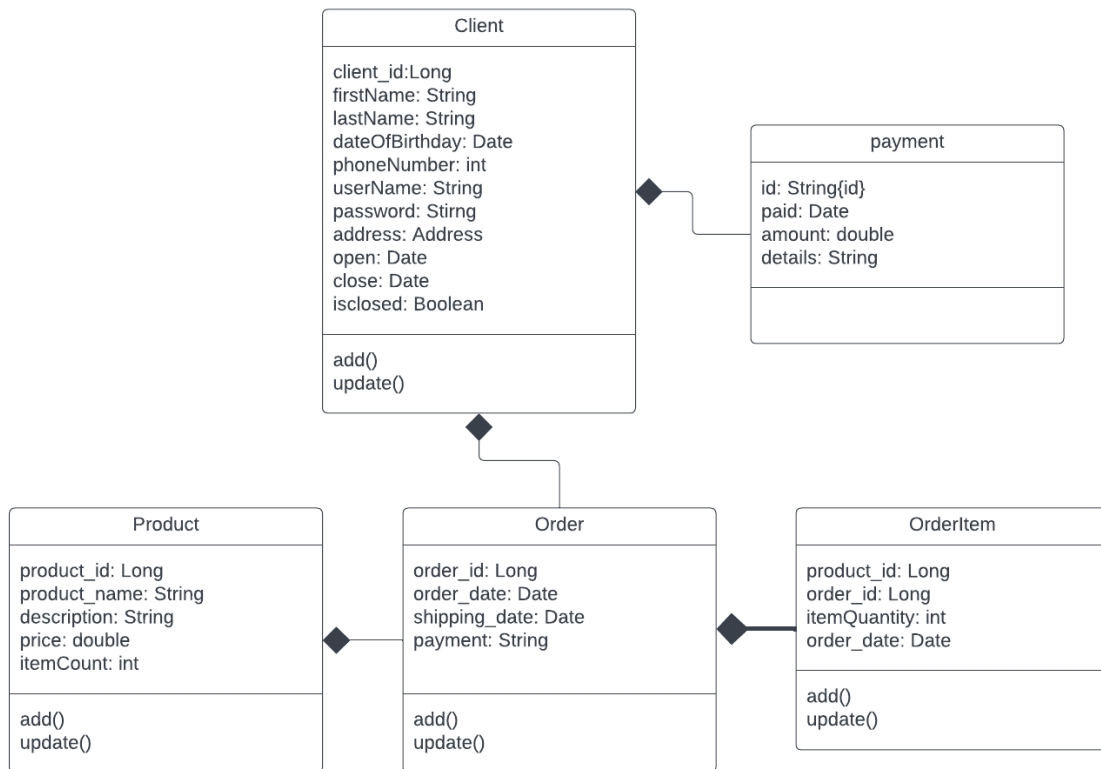 Client
client_id:Long
firstName: String
lastName: String
dateOfBirthday: Date
phoneNumber: int
userName: String
password: Stirng
address: Address
open: Date
close: Date
isclosed: Boolean
add()
update()
payment
id: String{id}
paid: Date
amount: double
details: String
Product
product_id: Long
product_name: String
description: String
price: double
itemCount: int
add()
update()
Order
order_id: Long
order_date: Date
shipping_date: Date
payment: String
add()
update()
OrderItem
product_id: Long
order_id: Long
itemQuantity: int
order_date: Date
add()
update()